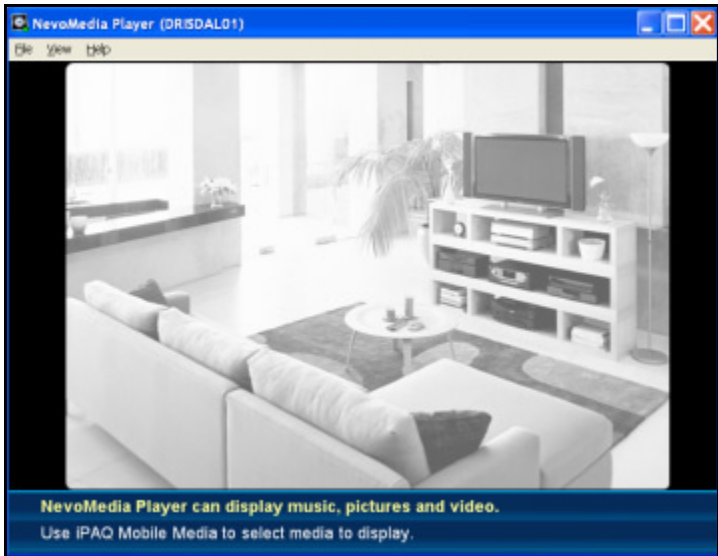 NevoMedia Player (DRISDAL01)
File View Help
NevoMedia Player can display music, pictures and video.
Use iPAQ Mobile Media to select media to display.